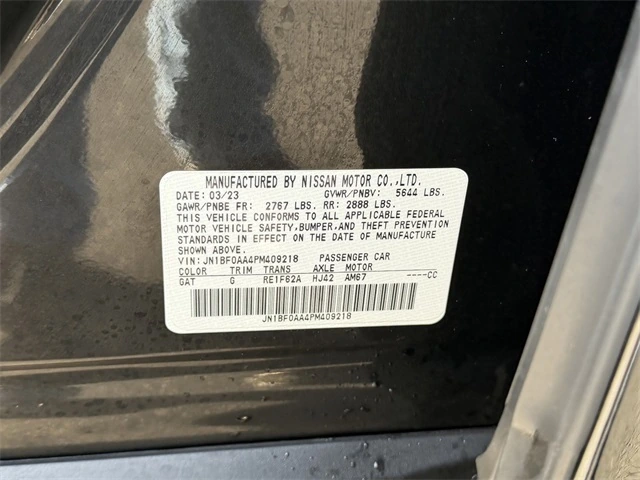 MANUFACTURED BY NISSAN MOTOR CO.,LTD.
DATE: 03/23 GVWR/PNBV: 5644 LBS.
GAWR/PNBE FR: 2767 LBS. RR: 2888 LBS.
THIS VEHICLE CONFORMS TO ALL APPLICABLE FEDERAL
MOTOR VEHICLE SAFETY,BUMPER,AND THEFT PREVENTION
STANDARDS IN EFFECT ON THE DATE OF MANUFACTURE
SHOWN ABOVE.
VIN: JN1BF0AA4PM409218 PASSENGER CAR
COLOR TRIM TRANS AXLE MOTOR
GAT G RE1F62A HJ42 AM67 ----CC
JN1BF0AA4PM409218